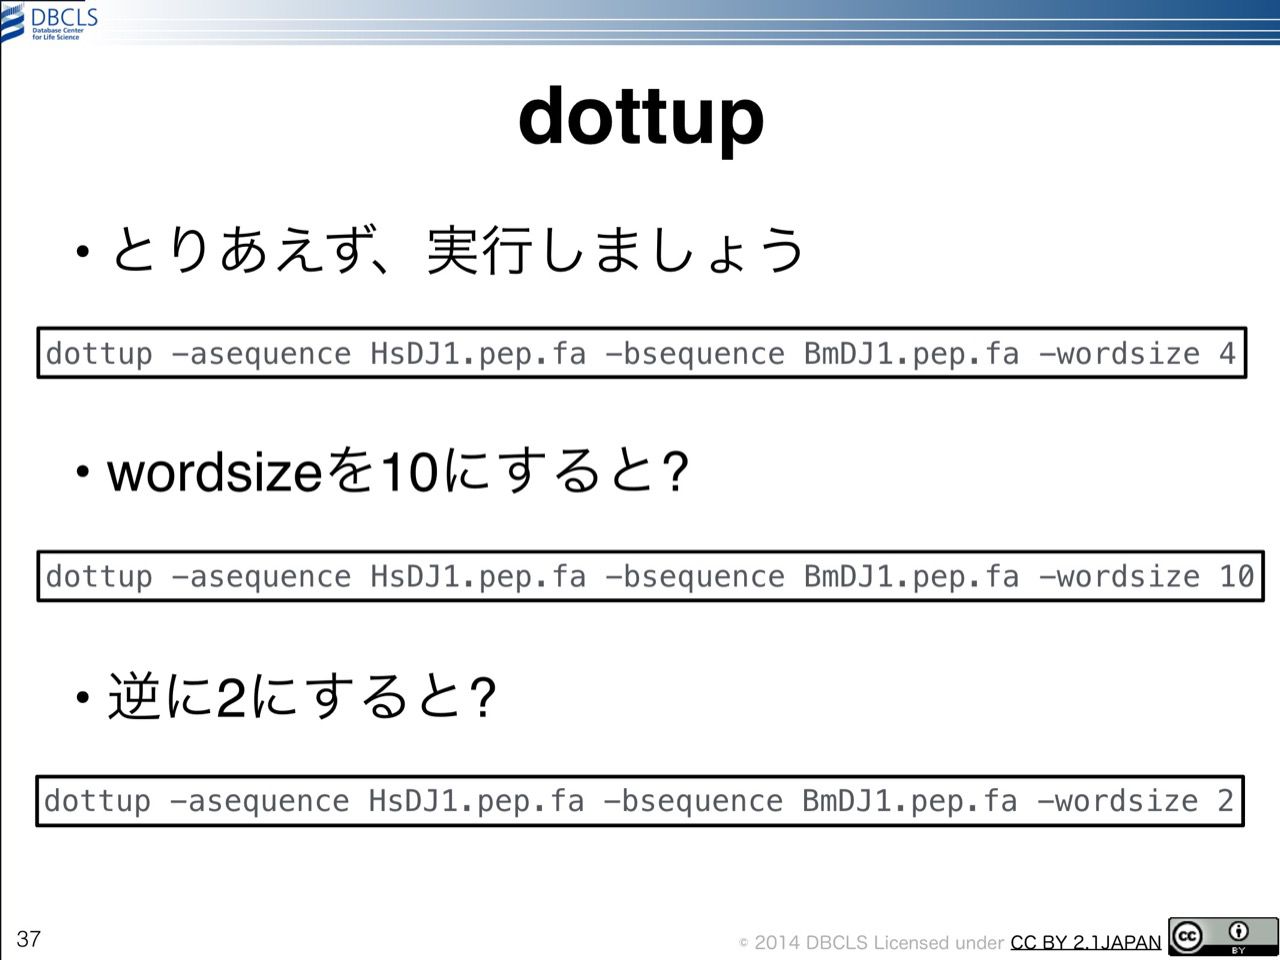 DBCLS
Database Center
for Life Science
dottup
• とりあえず、実行しましょう
dottup -asequence HsDJ1.pep.fa -bsequence BmDJ1.pep.fa -wordsize 4
• wordsizeを10にすると?
dottup -asequence HsDJ1.pep.fa -bsequence BmDJ1.pep.fa -wordsize 10
• 逆に2にすると?
dottup -asequence HsDJ1.pep.fa -bsequence BmDJ1.pep.fa -wordsize 2
37
© 2014 DBCLS Licensed under CC BY 2.1JAPAN
cc
BY